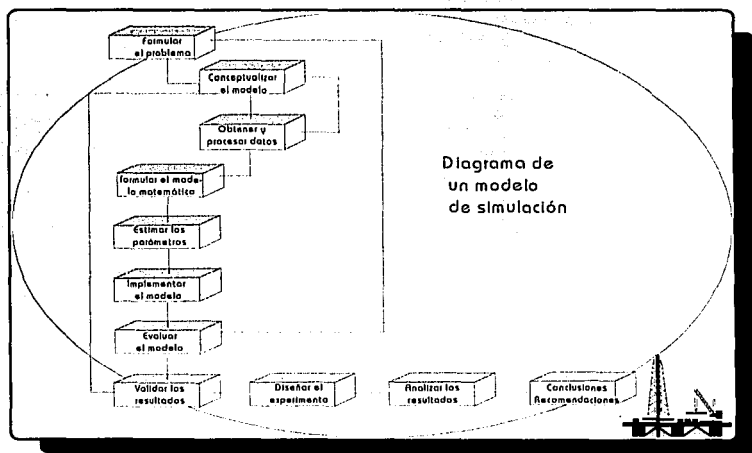 Formular
el problema
Conceptualizar
el modelo
Obtener y
procesar datos
formular el mode-
lo matemática
Estimar los
parámetros
Implementar
el modelo
Evaluar
el modelo
Validar los
resultados
Diseñar el
experimento
Analizar los
resultados
Conclusiones
Recomendaciones
Diagrama de
un modelo
de simulación